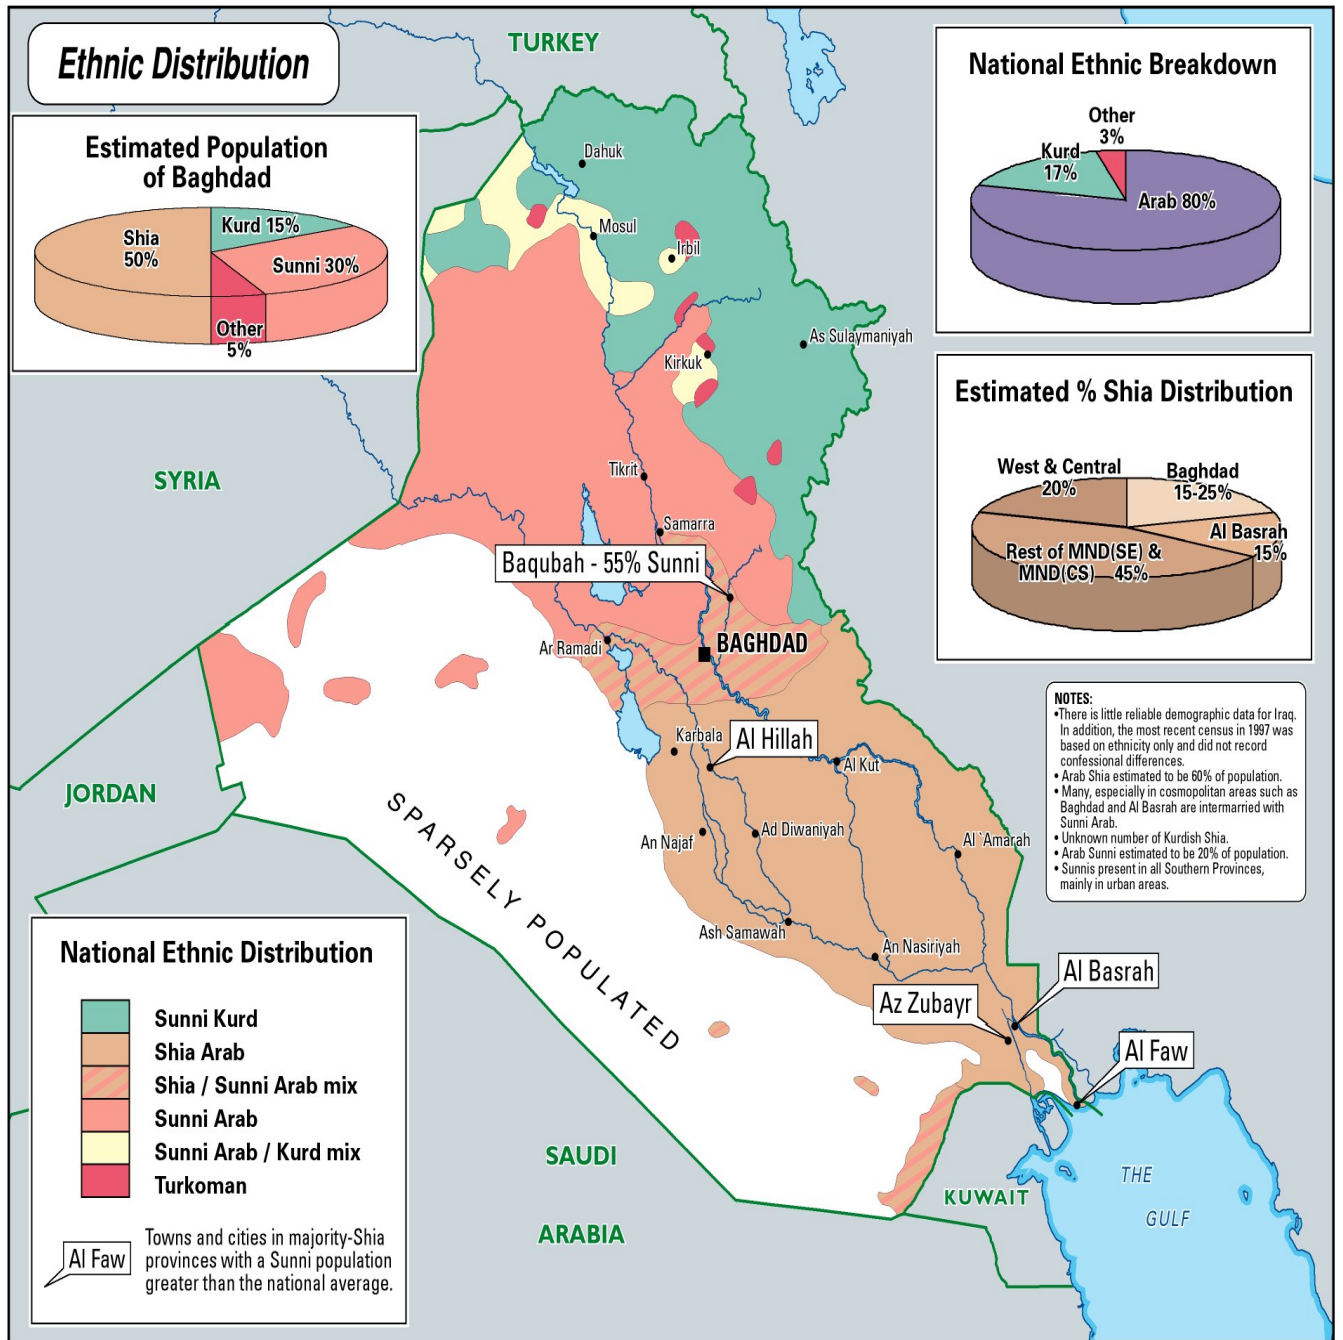 Ethnic Distribution
Estimated Population
of Baghdad
Shia
50%
Kurd 15%
Sunni 30%
Other
5%
TURKEY
National Ethnic Breakdown
Other
3%
Kurd
17%
Arab 80%
Estimated % Shia Distribution
West & Central
20%
Baghdad
15-25%
Al Basrah
15%
Rest of MND(SE) &
MND(CS) 45%
Dahuk
Mosul
Irbil
As Sulaymaniyah
Kirkuk
SYRIA
Tikrit
Samarra
Baqubah - 55% Sunni
Ar Ramadi
BAGHDAD
NOTES:
•There is little reliable demographic data for Iraq.
In addition, the most recent census in 1997 was
based on ethnicity only and did not record
confessional differences.
• Arab Shia estimated to be 60% of population.
• Many, especially in cosmopolitan areas such as
Baghdad and Al Basrah are intermarried with
Sunni Arab.
• Unknown number of Kurdish Shia.
• Arab Sunni estimated to be 20% of population.
• Sunnis present in all Southern Provinces,
mainly in urban areas.
Karbala
Al Hillah
Al Kut
JORDAN
SPARSELY POPULATED
An Najaf
Ad Diwaniyah
Al `Amarah
Ash Samawah
An Nasiriyah
Al Basrah
Az Zubayr
Al Faw
National Ethnic Distribution
Sunni Kurd
Shia Arab
Shia / Sunni Arab mix
Sunni Arab
Sunni Arab / Kurd mix
Turkoman
Al Faw
Towns and cities in majority-Shia
provinces with a Sunni population
greater than the national average.
SAUDI
ARABIA
KUWAIT
THE
GULF